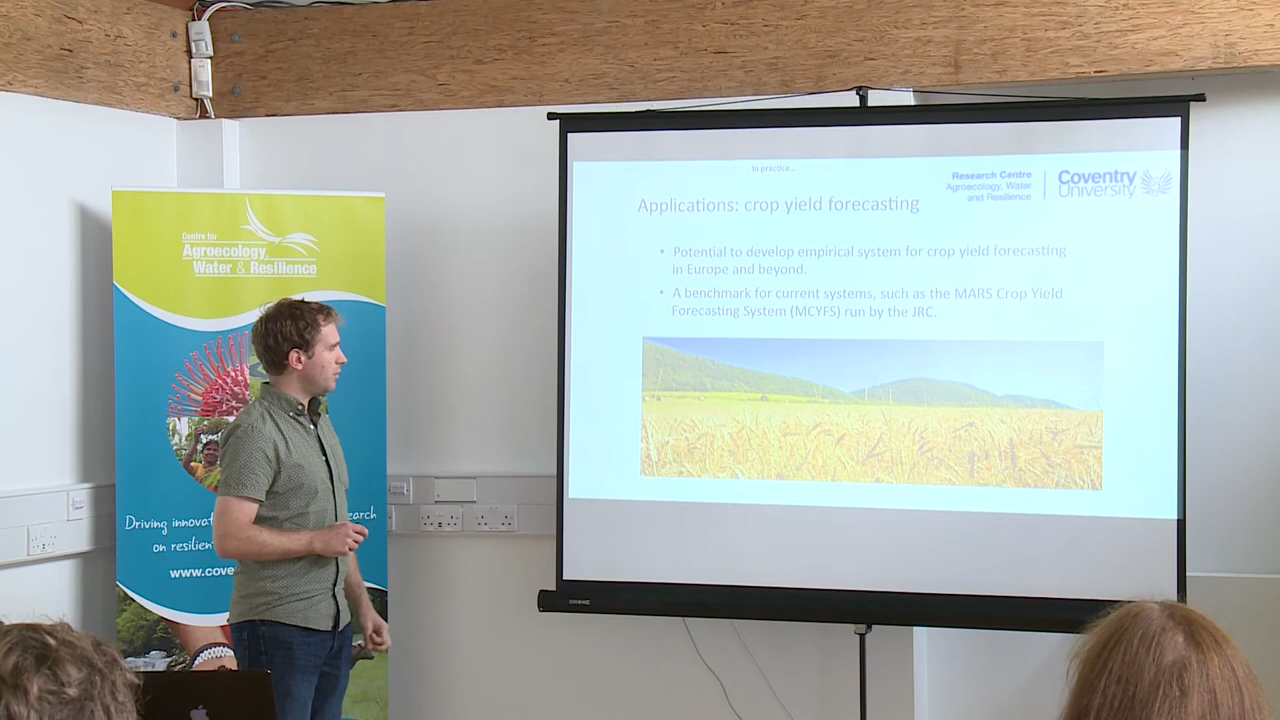 Centre for
Agroecology,
Water & Resilience
Driving innovat
earch
on resilien
www.cove
In practice...
Research Centre
Agroecology, Water
and Resilience
Coventry
University
Applications: crop yield forecasting
• Potential to develop empirical system for crop yield forecasting
in Europe and beyond.
• A benchmark for current systems, such as the MARS Crop Yield
Forecasting System (MCYFS) run by the JRC.